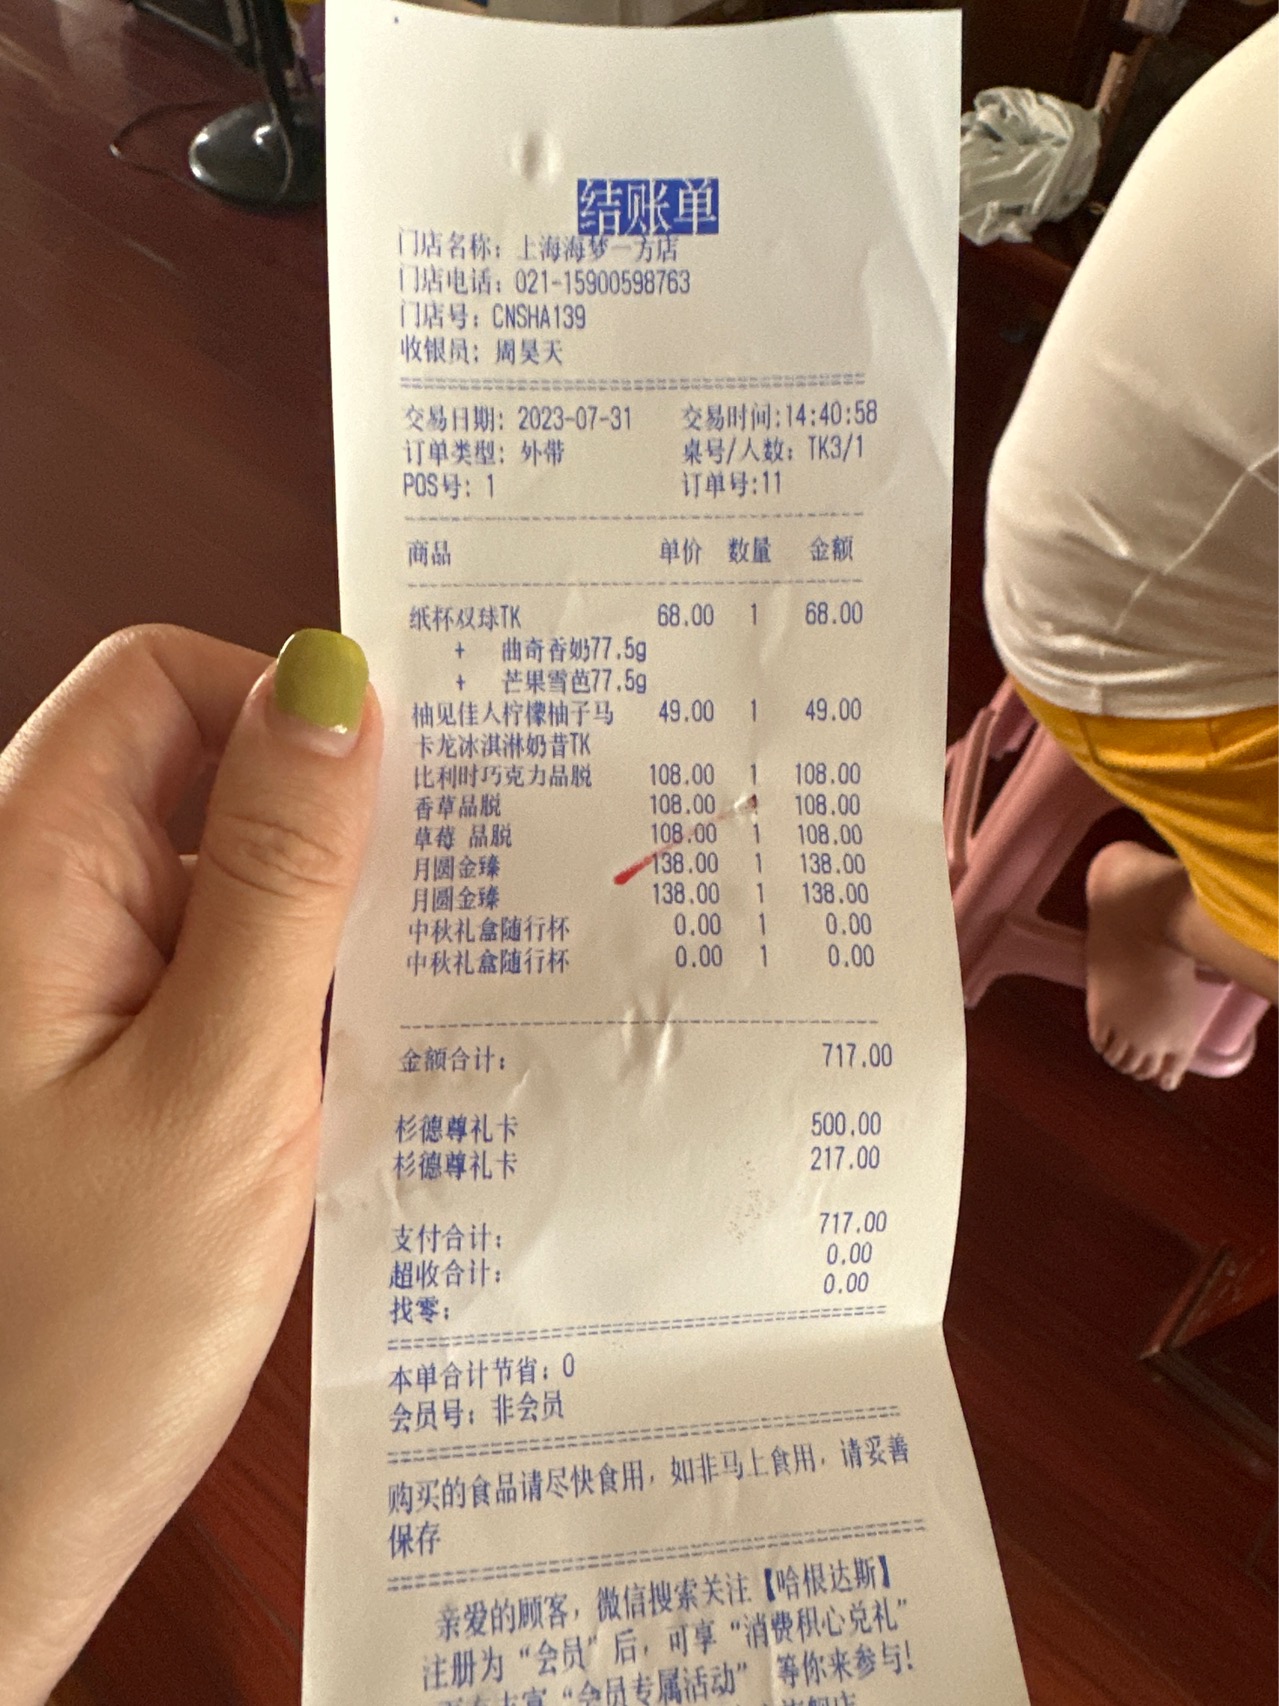 结账单
门店名称：上海海梦一方店
门店电话：021-15900598763
门店号：CNSHA139
收银员：周昊天
交易日期：2023-07-31 交易时间:14:40:58
订单类型：外带 桌号/人数：TK3/1
POS号：1 订单号:11
商品 单价 数量 金额
纸杯双球TK 68.00 1 68.00
+ 曲奇香奶77.5g
+ 芒果雪芭77.5g
柚见佳人柠檬柚子马 49.00 1 49.00
卡龙冰淇淋奶昔TK
比利时巧克力品脱 108.00 1 108.00
香草品脱 108.00 1 108.00
草莓 品脱 108.00 1 108.00
月圆金臻 138.00 1 138.00
月圆金臻 138.00 1 138.00
中秋礼盒随行杯 0.00 1 0.00
中秋礼盒随行杯 0.00 1 0.00
金额合计： 717.00
杉德尊礼卡 500.00
杉德尊礼卡 217.00
支付合计： 717.00
超收合计： 0.00
找零： 0.00
本单合计节省：0
会员号：非会员
购买的食品请尽快食用，如非马上食用，请妥善
保存
亲爱的顾客，微信搜索关注【哈根达斯】
注册为“会员”后，可享“消费积心兑礼”
“会员专属活动” 等你来参与！